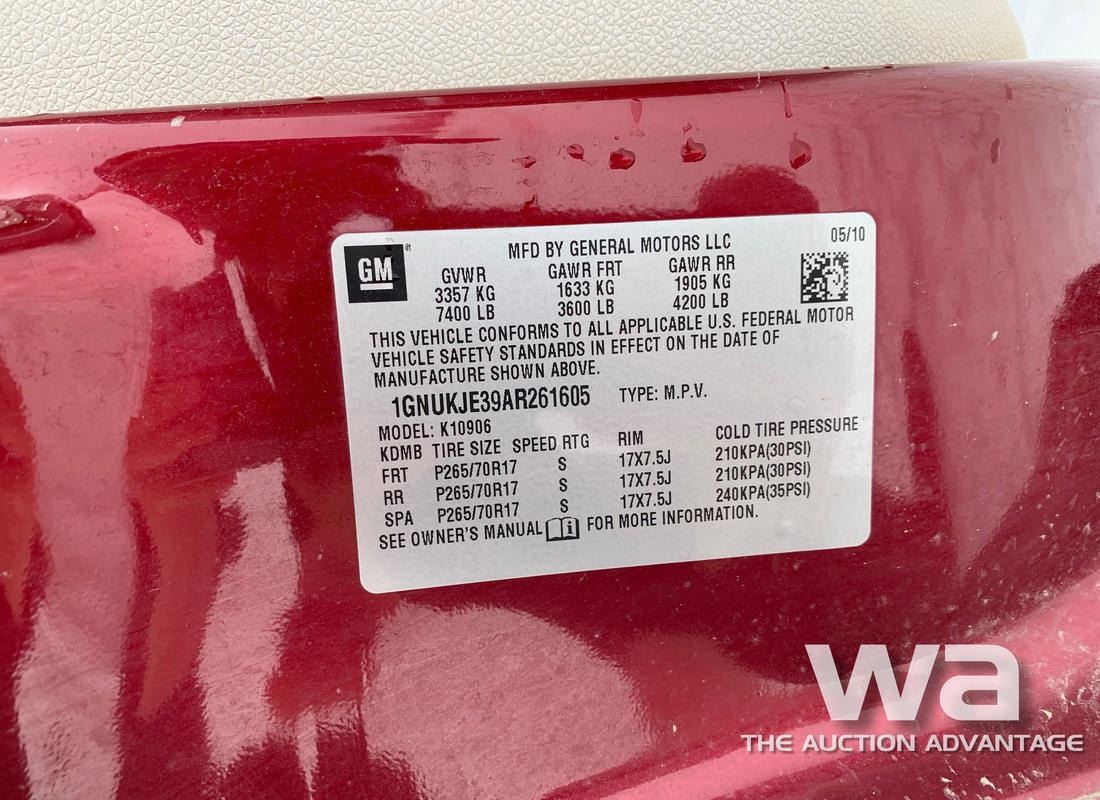 GM ®
MFD BY GENERAL MOTORS LLC 05/10
GVWR GAWR FRT GAWR RR
3357 KG 1633 KG 1905 KG
7400 LB 3600 LB 4200 LB
THIS VEHICLE CONFORMS TO ALL APPLICABLE U.S. FEDERAL MOTOR
VEHICLE SAFETY STANDARDS IN EFFECT ON THE DATE OF
MANUFACTURE SHOWN ABOVE.
1GNUKJE39AR261605 TYPE: M.P.V.
MODEL: K10906
KDMB TIRE SIZE SPEED RTG RIM COLD TIRE PRESSURE
FRT P265/70R17 S 17X7.5J 210KPA(30PSI)
RR P265/70R17 S 17X7.5J 210KPA(30PSI)
SPA P265/70R17 S 17X7.5J 240KPA(35PSI)
SEE OWNER'S MANUAL FOR MORE INFORMATION.
wa
THE AUCTION ADVANTAGE